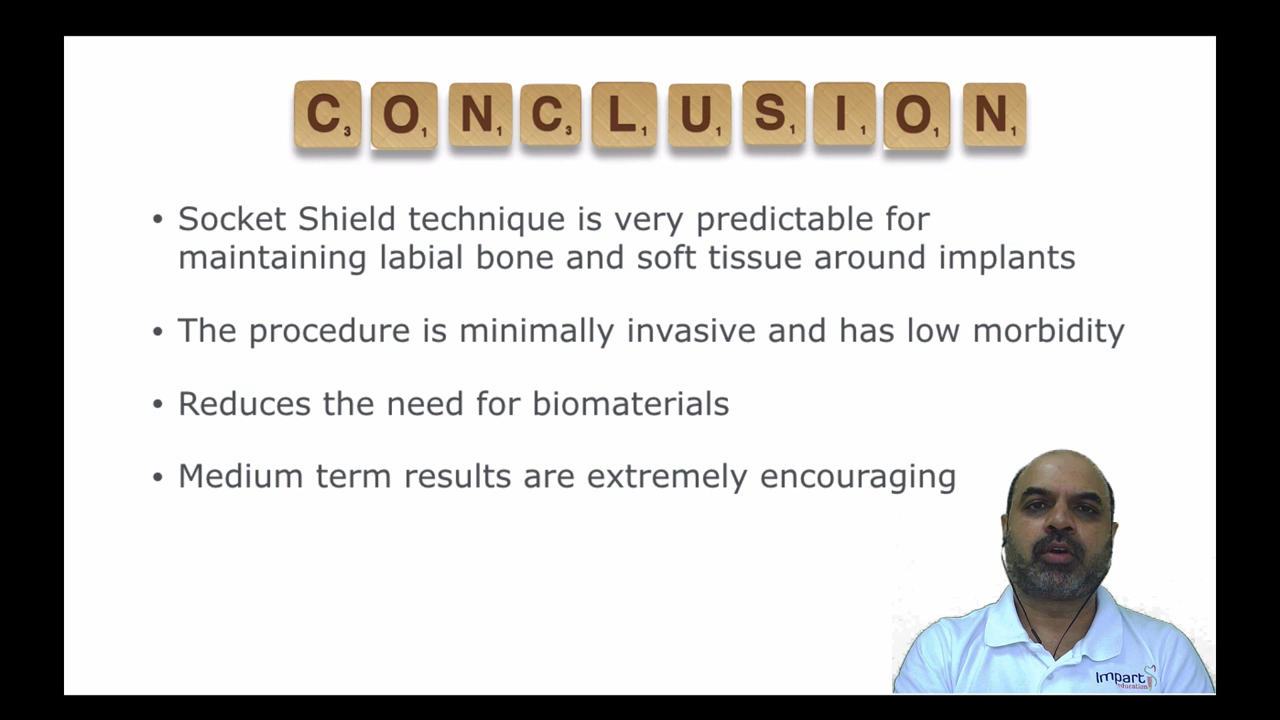 CONCLUSION
• Socket Shield technique is very predictable for
maintaining labial bone and soft tissue around implants
• The procedure is minimally invasive and has low morbidity
• Reduces the need for biomaterials
• Medium term results are extremely encouraging
Impart
education